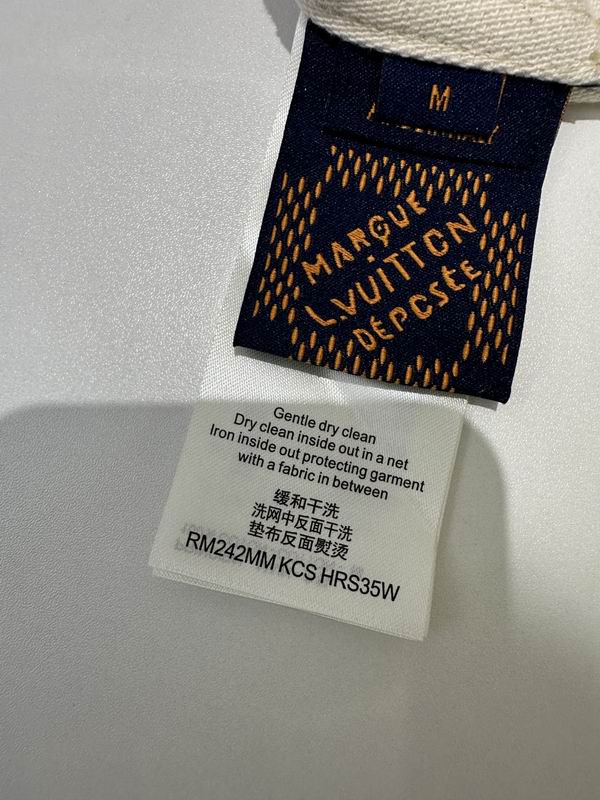 M
MARQUE
L.VUITTON
DÉPOSÉE
Gentle dry clean
Dry clean inside out in a net
Iron inside out protecting garment
with a fabric in between
缓和干洗
洗网中反面干洗
垫布反面熨烫
RM242MM KCS HRS35W